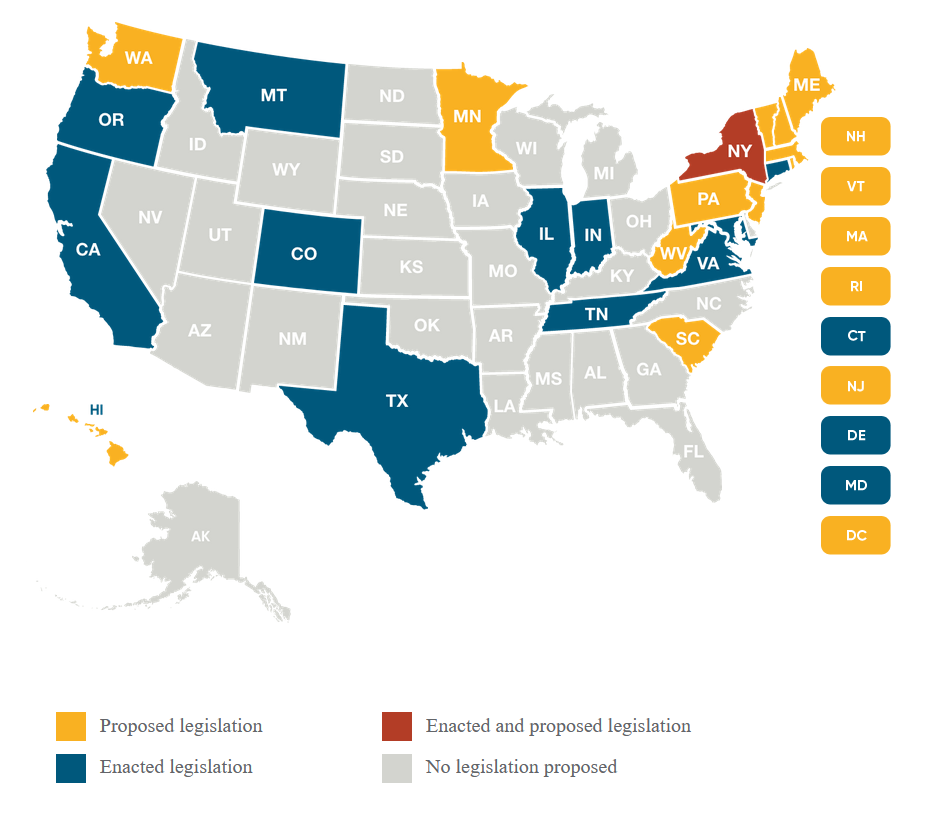 WA
ME
MT
ND
MN
OR
NH
ID
SD
WI
NY
MI
WY
VT
IA
PA
NE
NV
OH
UT
IL
IN
MA
CA
CO
WV
VA
KS
MO
KY
RI
NC
TN
AZ
NM
OK
AR
SC
CT
MS
AL
GA
NJ
TX
LA
HI
DE
FL
MD
AK
DC
Proposed legislation
Enacted and proposed legislation
Enacted legislation
No legislation proposed